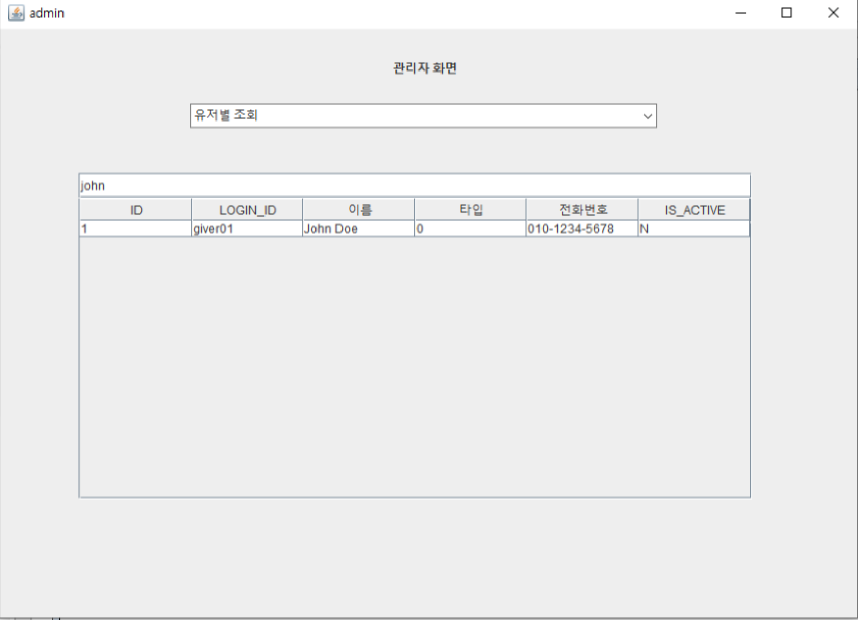 admin
관리자 화면
유저별 조회
john
ID LOGIN_ID 이름 타입 전화번호 IS_ACTIVE
1 giver01 John Doe 0 010-1234-5678 N